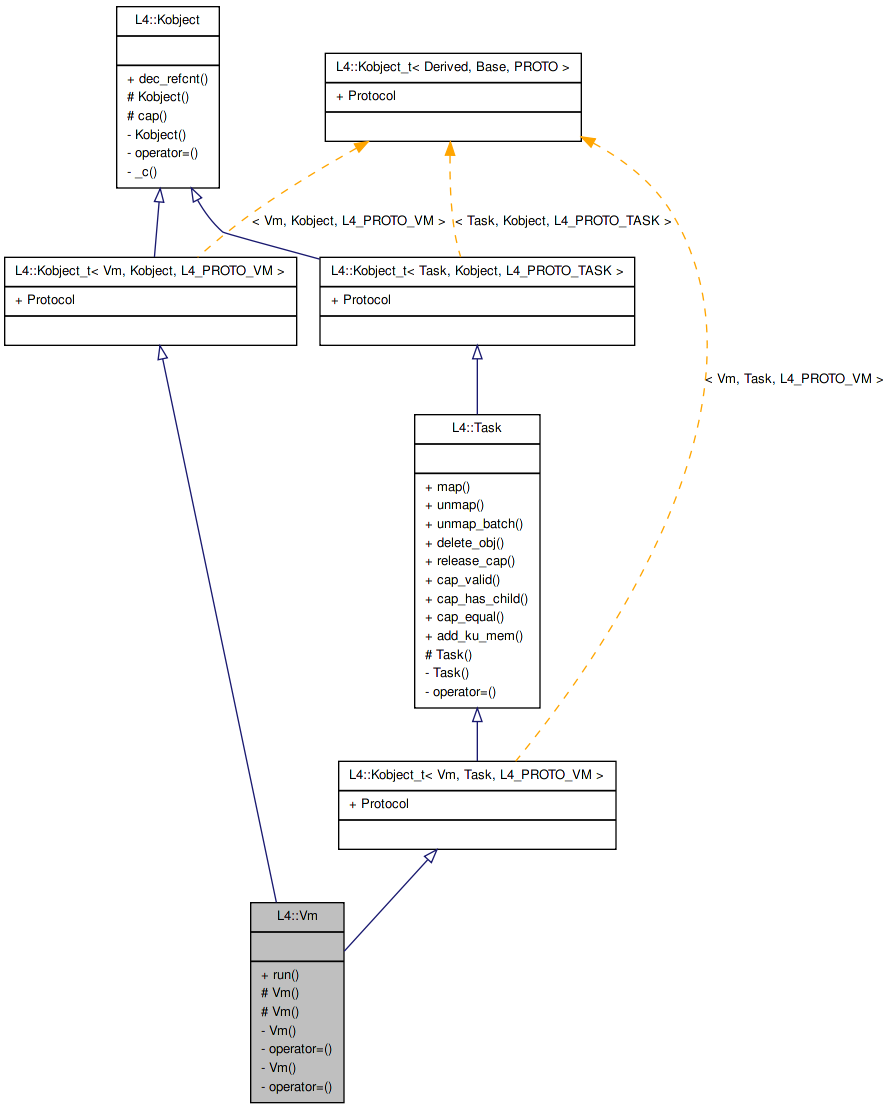 L4::Kobject
+ dec_refcnt()
# Kobject()
# cap()
- Kobject()
- operator=()
- _c()
L4::Kobject_t< Derived, Base, PROTO >
+ Protocol
< Vm, Kobject, L4_PROTO_VM >
< Task, Kobject, L4_PROTO_TASK >
L4::Kobject_t< Vm, Kobject, L4_PROTO_VM >
+ Protocol
L4::Kobject_t< Task, Kobject, L4_PROTO_TASK >
+ Protocol
< Vm, Task, L4_PROTO_VM >
L4::Task
+ map()
+ unmap()
+ unmap_batch()
+ delete_obj()
+ release_cap()
+ cap_valid()
+ cap_has_child()
+ cap_equal()
+ add_ku_mem()
# Task()
- Task()
- operator=()
L4::Kobject_t< Vm, Task, L4_PROTO_VM >
+ Protocol
L4::Vm
+ run()
# Vm()
# Vm()
- Vm()
- operator=()
- Vm()
- operator=()